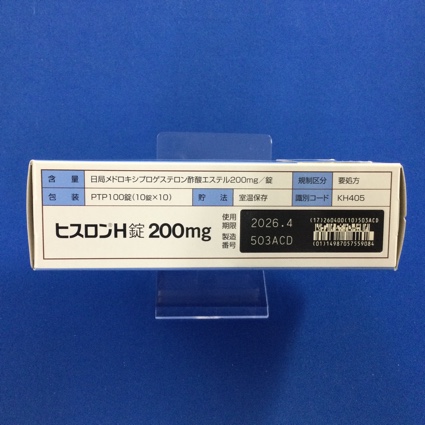 含 量 日局メドロキシプロゲステロン酢酸エステル200mg／錠 規制区分 要処方
包 装 PTP100錠(10錠×10) 貯 法 室温保存 識別コード KH405
ヒスロンH錠 200mg
使用期限 2026.4
製造番号 503ACD
(17)260400(10)503ACD
(01)14987057559084